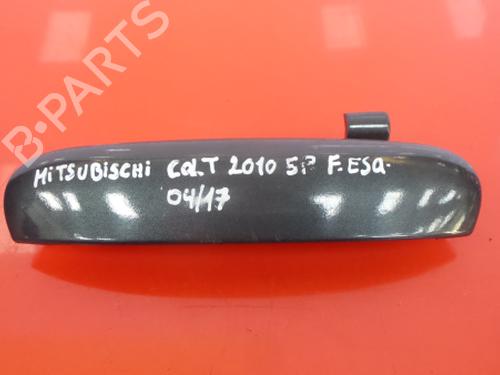 B-PARTS
MITSUBISCHI COLT 2010 5P F.ESQ.
04/17